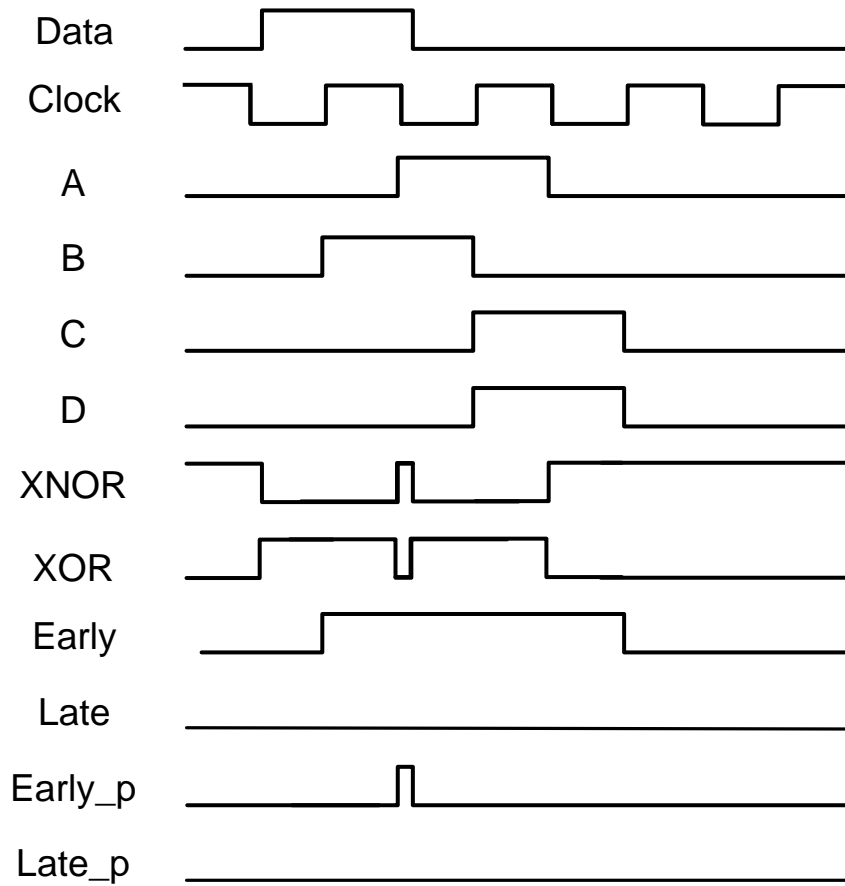 Data
Clock
A
B
C
D
XNOR
XOR
Early
Late
Early_p
Late_p